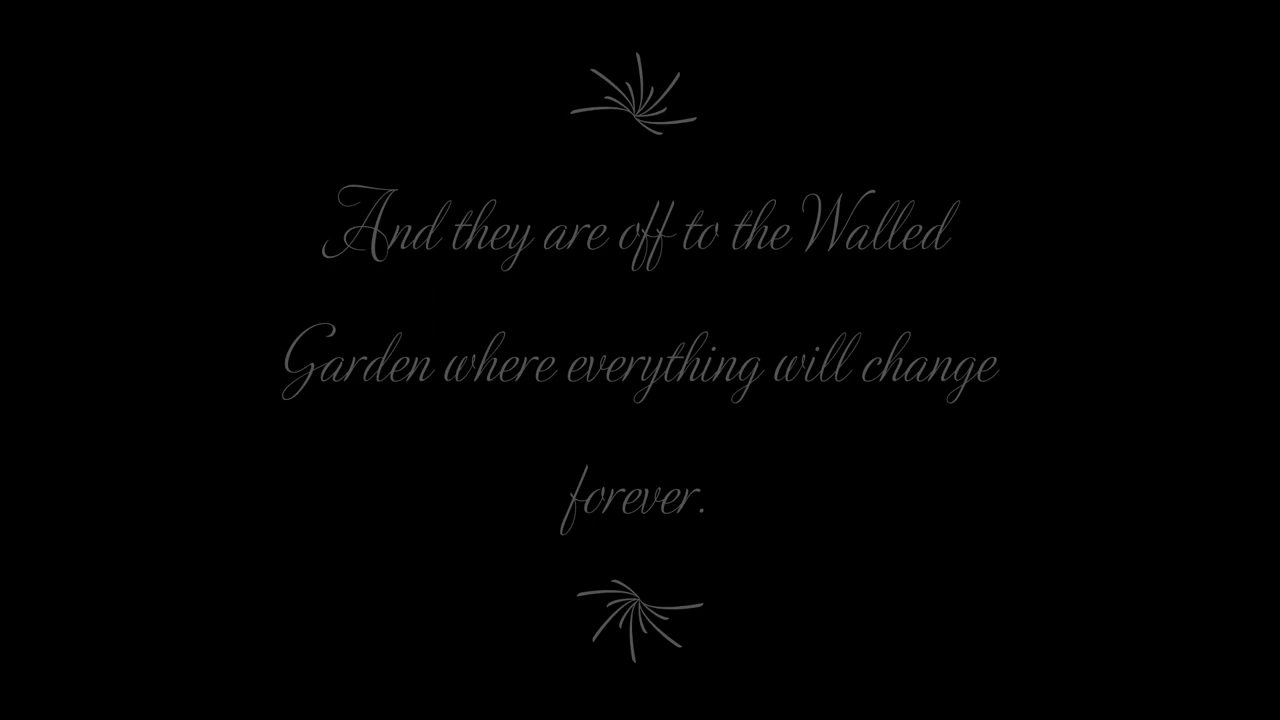 And they are off to the Walled
Garden where everything will change
forever.